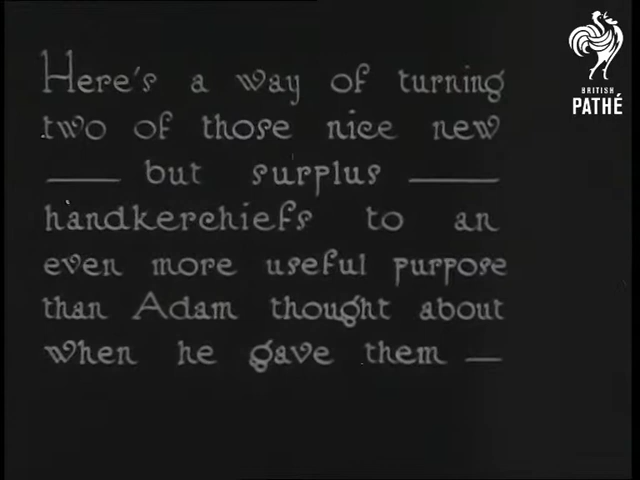 Here's a way of turning
two of those nice new
— but surplus —
handkerchiefs to an
even more useful purpose
than Adam thought about
when he gave them —
BRITISH
PATHÉ